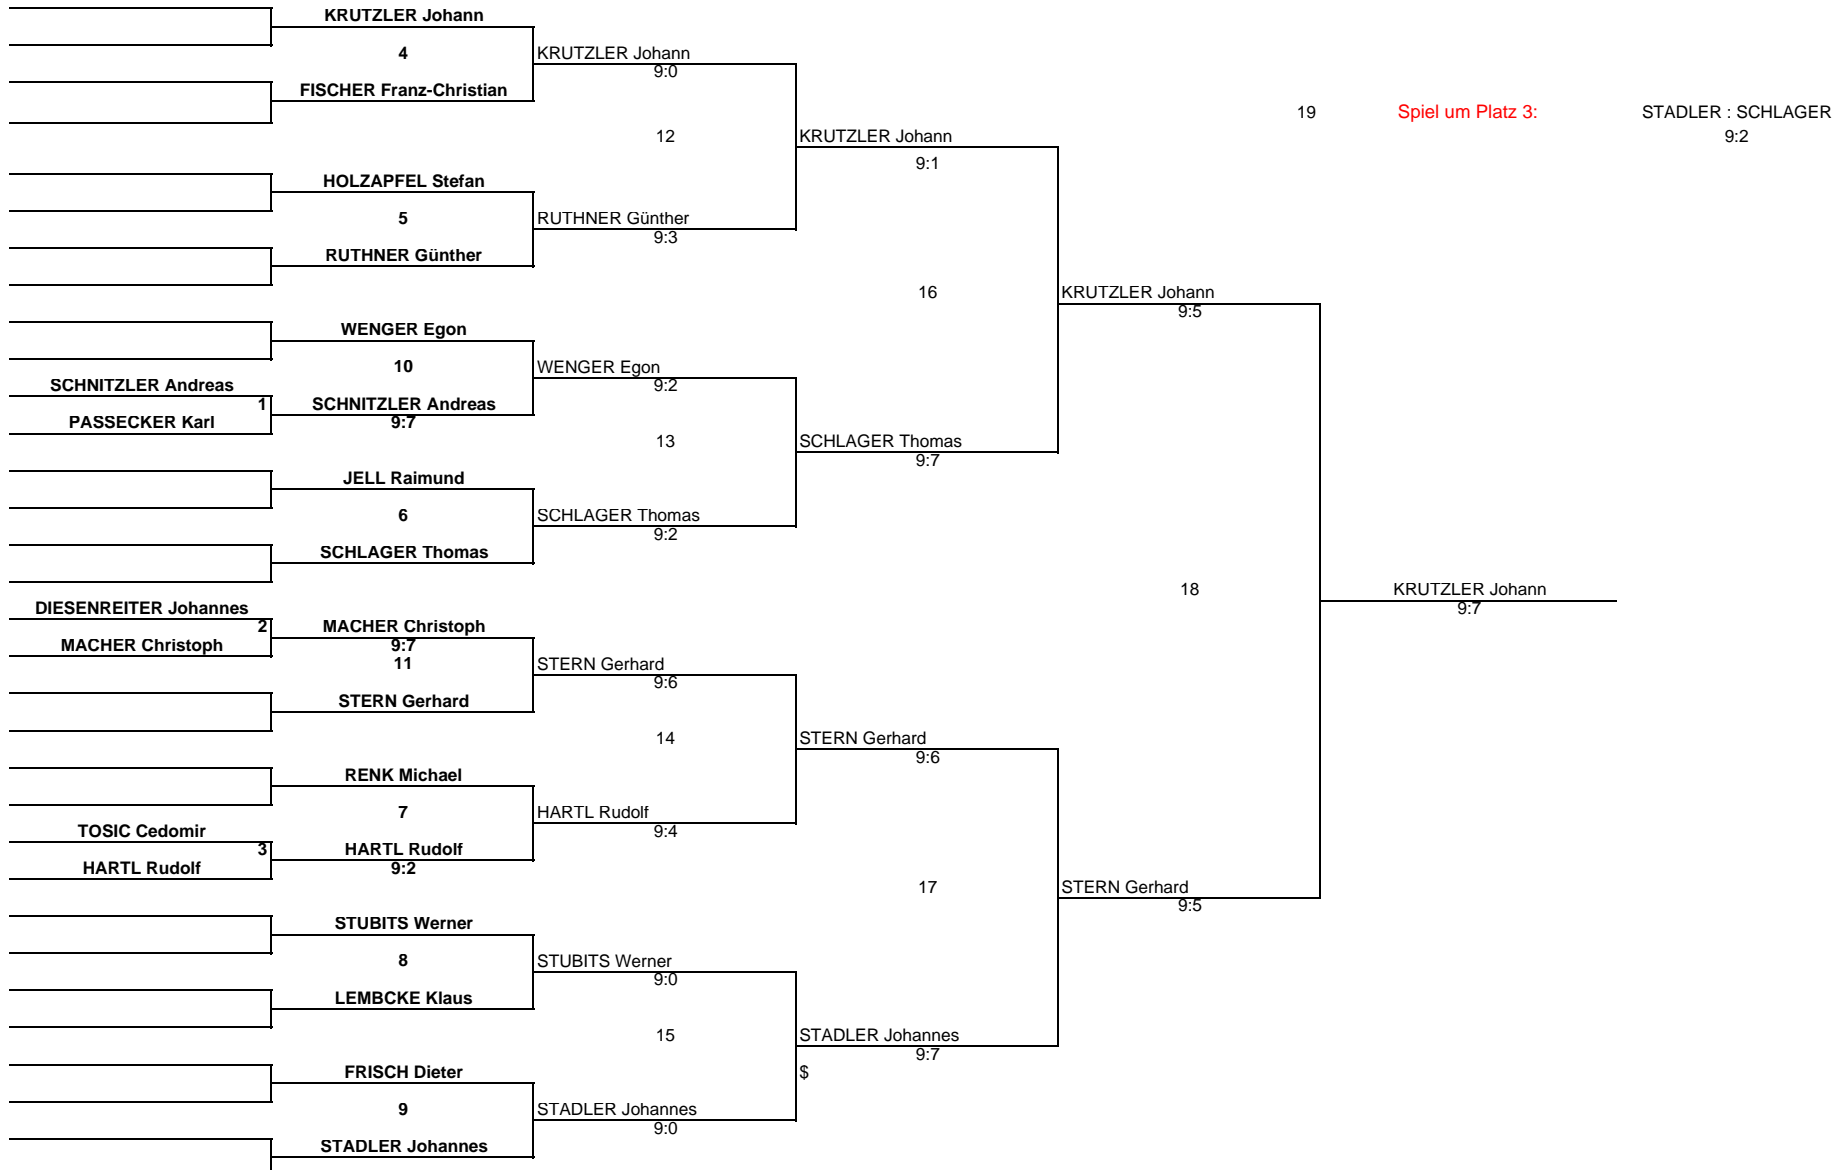 KRUTZLER Johann
4
KRUTZLER Johann
9:0
FISCHER Franz-Christian
19 Spiel um Platz 3: STADLER : SCHLAGER
9:2
12
KRUTZLER Johann
9:1
HOLZAPFEL Stefan
5
RUTHNER Günther
9:3
RUTHNER Günther
16
KRUTZLER Johann
9:5
WENGER Egon
10
WENGER Egon
9:2
SCHNITZLER Andreas
1
SCHNITZLER Andreas
PASSECKER Karl
9:7
13
SCHLAGER Thomas
9:7
JELL Raimund
6
SCHLAGER Thomas
9:2
SCHLAGER Thomas
18
KRUTZLER Johann
9:7
DIESENREITER Johannes
2
MACHER Christoph
MACHER Christoph
9:7
11
STERN Gerhard
9:6
STERN Gerhard
14
STERN Gerhard
9:6
RENK Michael
7
HARTL Rudolf
9:4
TOSIC Cedomir
3
HARTL Rudolf
HARTL Rudolf
9:2
17
STERN Gerhard
9:5
STUBITS Werner
8
STUBITS Werner
9:0
LEMBCKE Klaus
15
STADLER Johannes
9:7
$
FRISCH Dieter
9
STADLER Johannes
9:0
STADLER Johannes